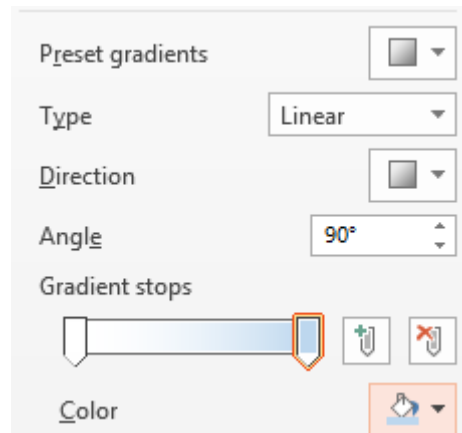 Preset gradients
Type Linear
Direction
Angle 90°
Gradient stops
Color